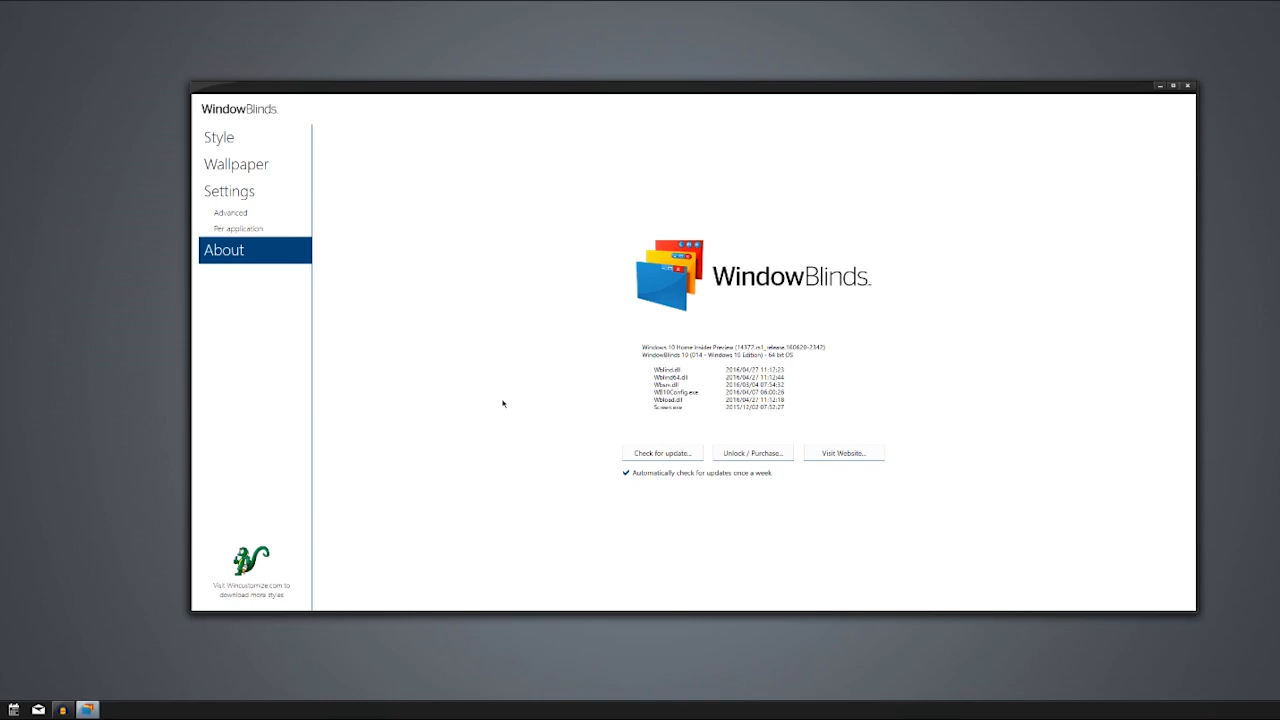 WindowBlinds.
Style
Wallpaper
Settings
Advanced
Per application
About
WindowBlinds.
Windows 10 Home Insider Preview (14372.rs1_release.160620-2342)
WindowBlinds 10 (014 - Windows 10 Edition) - 64 bit OS
Wblind.dll 2016/04/27 11:12:23
Wblind64.dll 2016/04/27 11:12:44
Wbsrv.dll 2016/03/04 07:54:32
WB10Config.exe 2016/04/07 06:00:26
Wbload.dll 2016/04/27 11:12:18
Screen.exe 2015/12/02 07:52:27
Check for update... Unlock / Purchase... Visit Website...
Automatically check for updates once a week
Visit Wincustomize.com to
download more styles